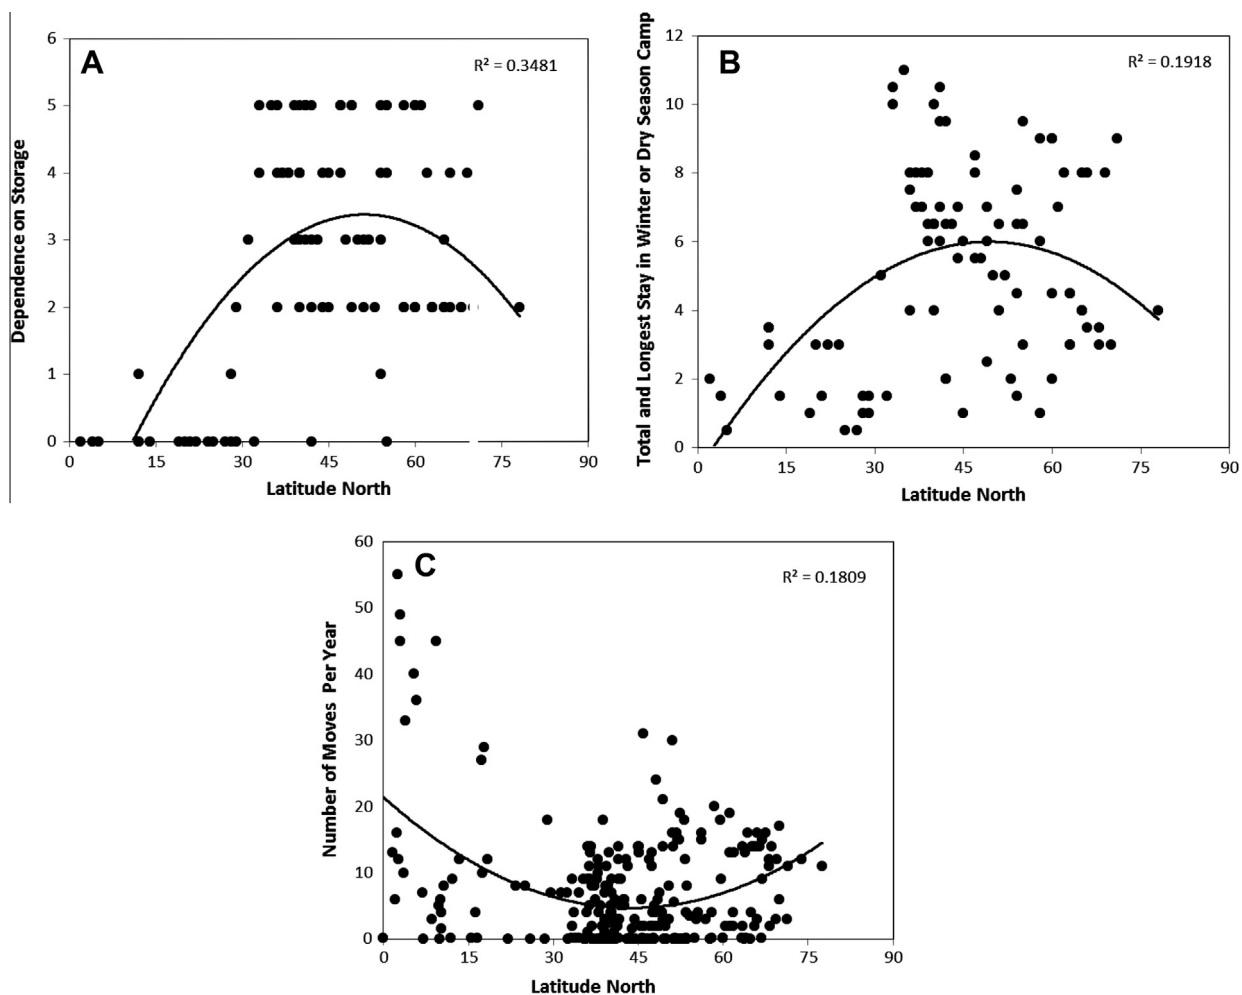 A
R² = 0.3481
6
5
4
3
2
1
0
Dependence on Storage
0 15 30 45 60 75 90
Latitude North
B
R² = 0.1918
12
10
8
6
4
2
0
Total and Longest Stay in Winter or Dry Season Camp
0 15 30 45 60 75 90
Latitude North
C
R² = 0.1809
60
50
40
30
20
10
0
Number of Moves Per Year
0 15 30 45 60 75 90
Latitude North